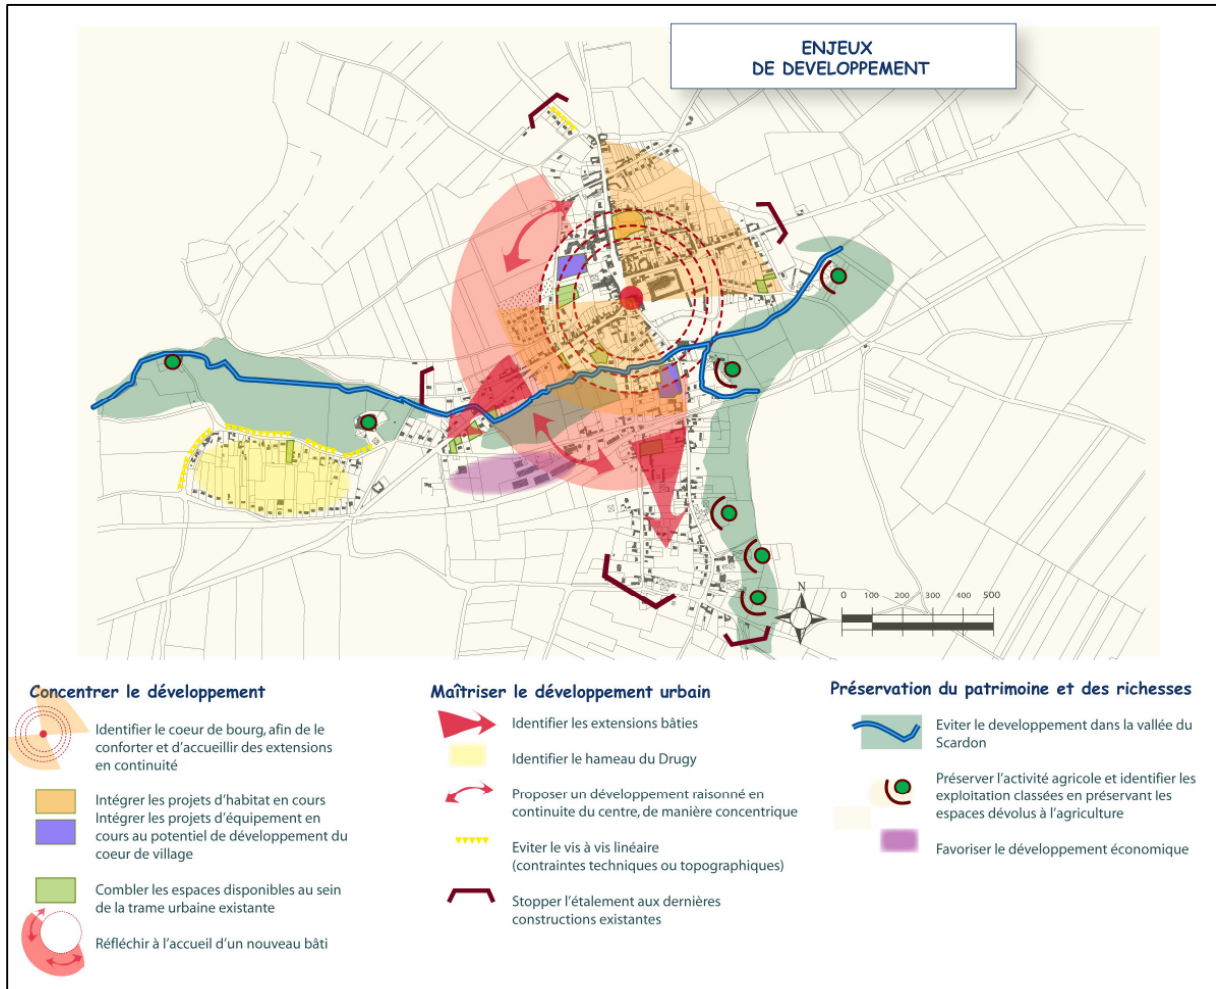 ENJEUX
DE DEVELOPPEMENT
N
0 100 200 300 400 500
Concentrer le développement
Identifier le coeur de bourg, afin de le
conforter et d'accueillir des extensions
en continuité
Intégrer les projets d'habitat en cours
Intégrer les projets d'équipement en
cours au potentiel de développement du
coeur de village
Combler les espaces disponibles au sein
de la trame urbaine existante
Réfléchir à l'accueil d'un nouveau bâti
Maîtriser le développement urbain
Identifier les extensions bâties
Identifier le hameau du Drugy
Proposer un développement raisonné en
continuite du centre, de manière concentrique
Eviter le vis à vis linéaire
(contraintes techniques ou topographiques)
Stopper l'étalement aux dernières
constructions existantes
Préservation du patrimoine et des richesses
Eviter le developpement dans la vallée du
Scardon
Préserver l'activité agricole et identifier les
exploitation classées en préservant les
espaces dévolus à l'agriculture
Favoriser le développement économique